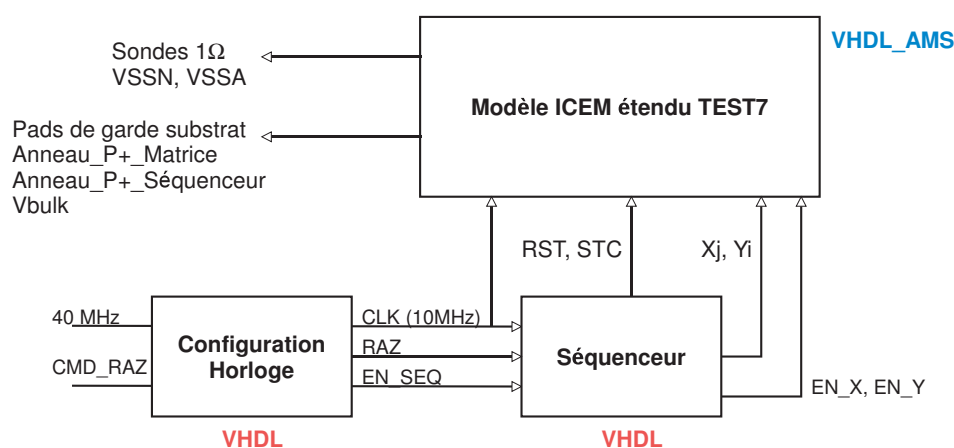 VHDL_AMS
Sondes 1Ω
VSSN, VSSA
Modèle ICEM étendu TEST7
Pads de garde substrat
Anneau_P+_Matrice
Anneau_P+_Séquenceur
Vbulk
RST, STC
Xj, Yi
40 MHz
CMD_RAZ
Configuration
Horloge
CLK (10MHz)
RAZ
EN_SEQ
Séquenceur
EN_X, EN_Y
VHDL
VHDL